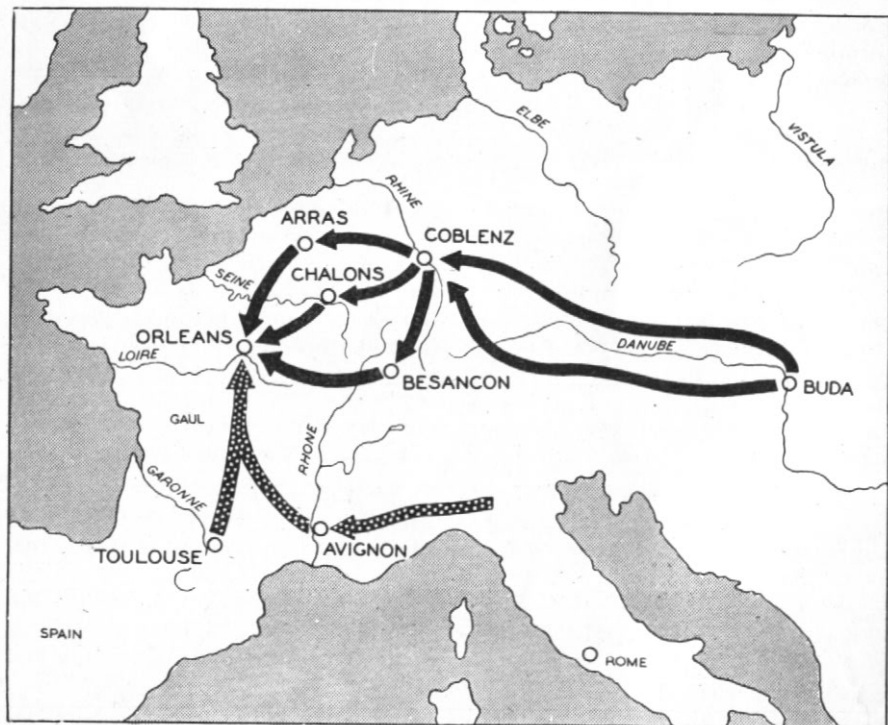 ELBE
VISTULA
RHINE
ARRAS
COBLENZ
SEINE
CHALONS
ORLEANS
LOIRE
DANUBE
BESANCON
BUDA
GAUL
RHONE
GARONNE
TOULOUSE
AVIGNON
SPAIN
ROME